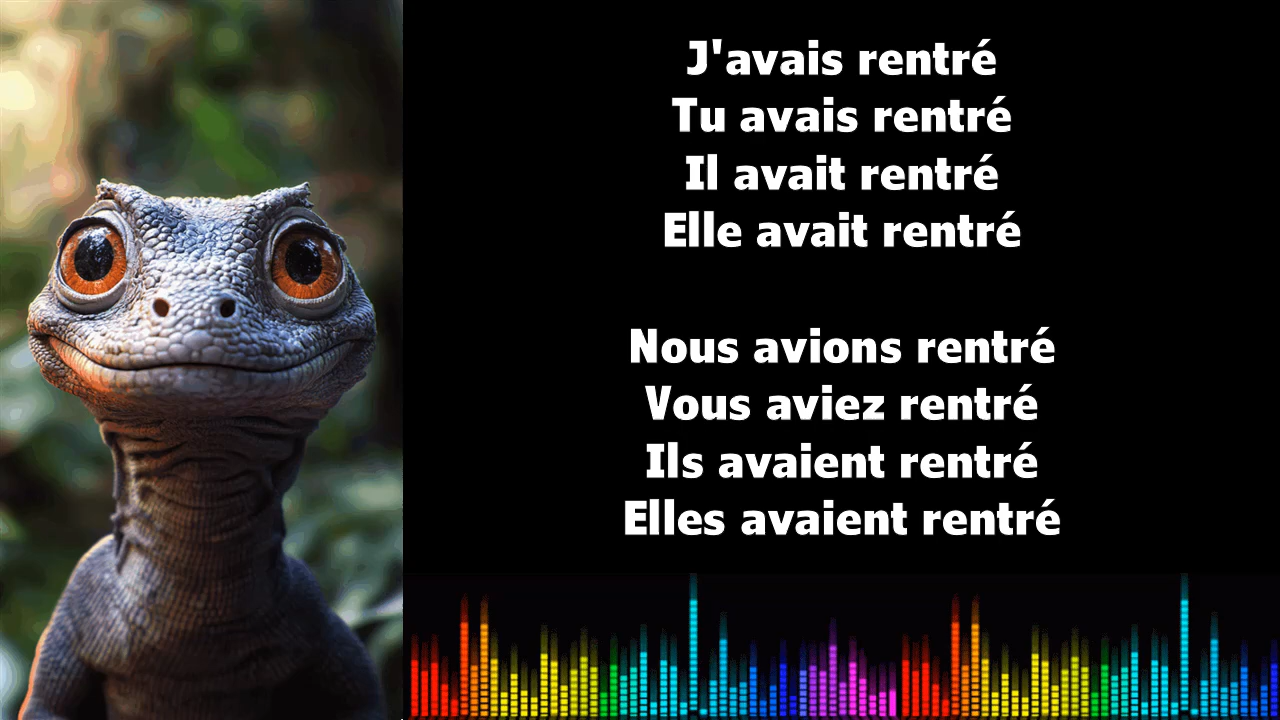 J'avais rentré
Tu avais rentré
Il avait rentré
Elle avait rentré
Nous avions rentré
Vous aviez rentré
Ils avaient rentré
Elles avaient rentré